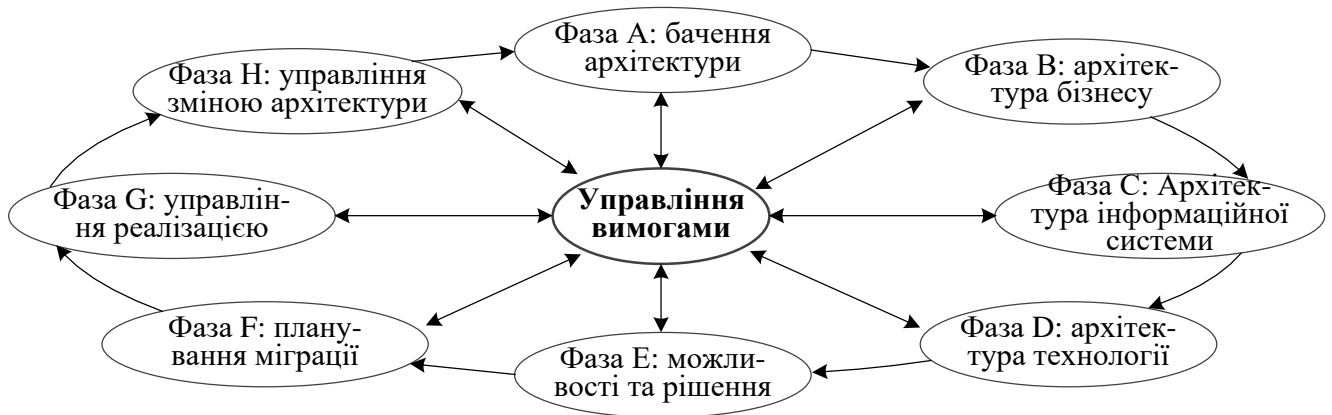 Фаза A: бачення
архітектури
Фаза B: архітек-
тура бізнесу
Фаза C: Архітек-
тура інформаційної
системи
Фаза D: архітек-
тура технології
Фаза E: можли-
вості та рішення
Фаза F: плану-
вання міграції
Фаза G: управлін-
ня реалізацією
Фаза H: управління
зміною архітектури
Управління
вимогами